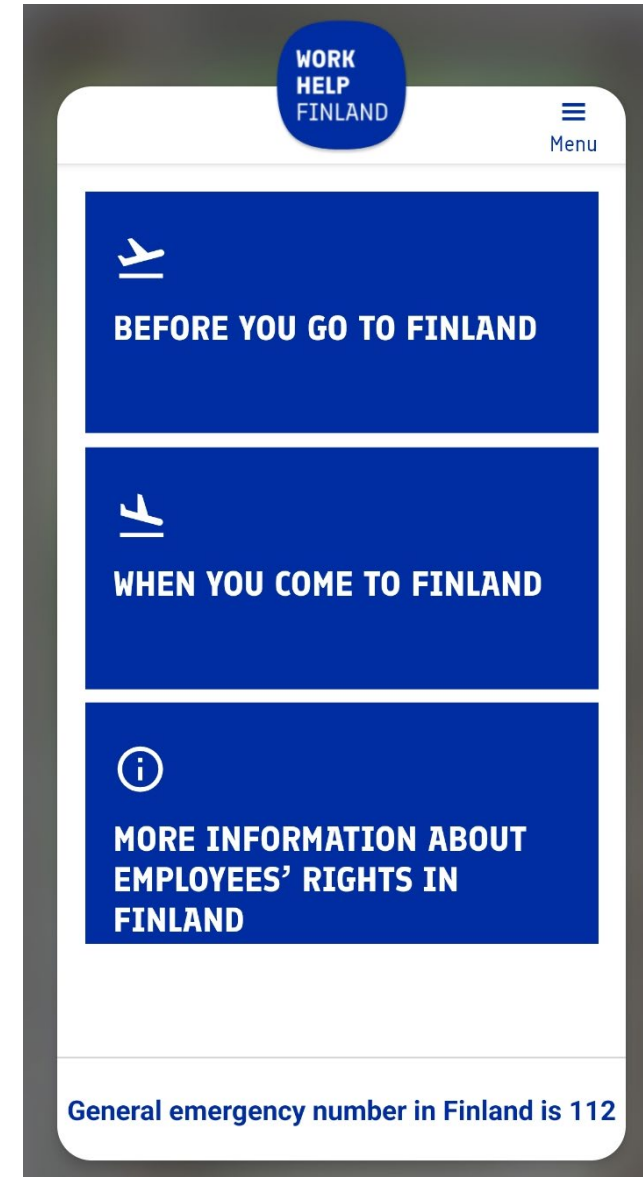 WORK
HELP
FINLAND
Menu
BEFORE YOU GO TO FINLAND
WHEN YOU COME TO FINLAND
MORE INFORMATION ABOUT
EMPLOYEES’ RIGHTS IN
FINLAND
General emergency number in Finland is 112